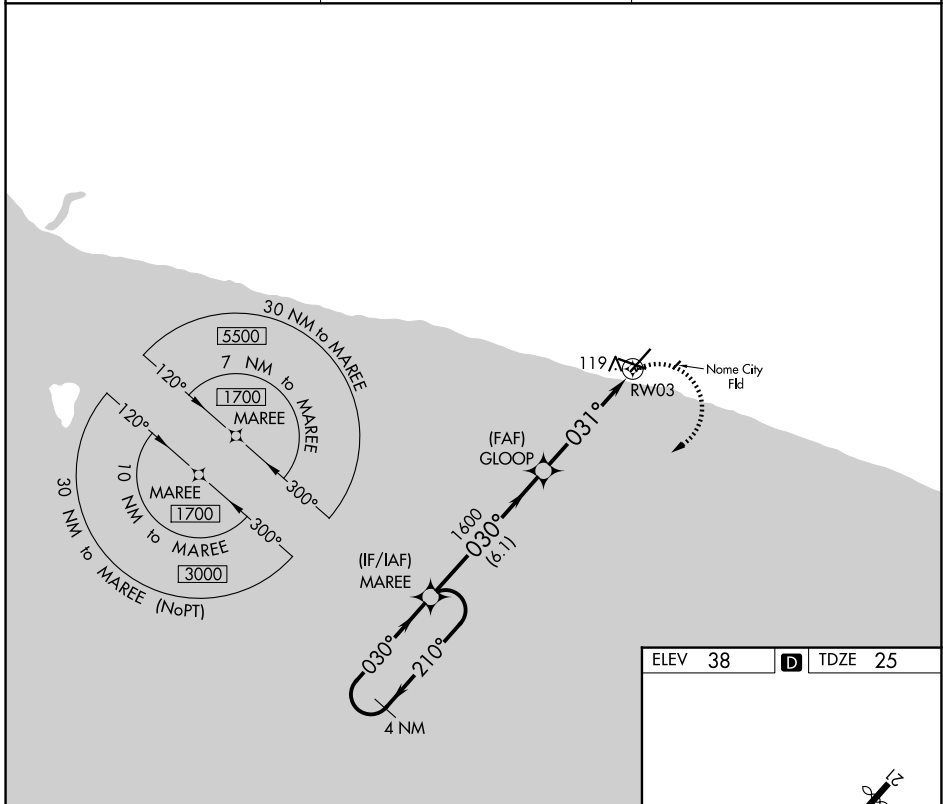 30 NM to MAREE
5500
7 NM to MAREE
120°
1700
MAREE
300°
120°
MAREE
1700
300°
10 NM to MAREE
3000
30 NM to MAREE (NoPT)
119
Nome City
Fld
RW03
031°
(FAF)
GLOOP
1600
030°
(6.1)
(IF/IAF)
MAREE
030°
210°
4 NM
ELEV 38
D
TDZE 25
21